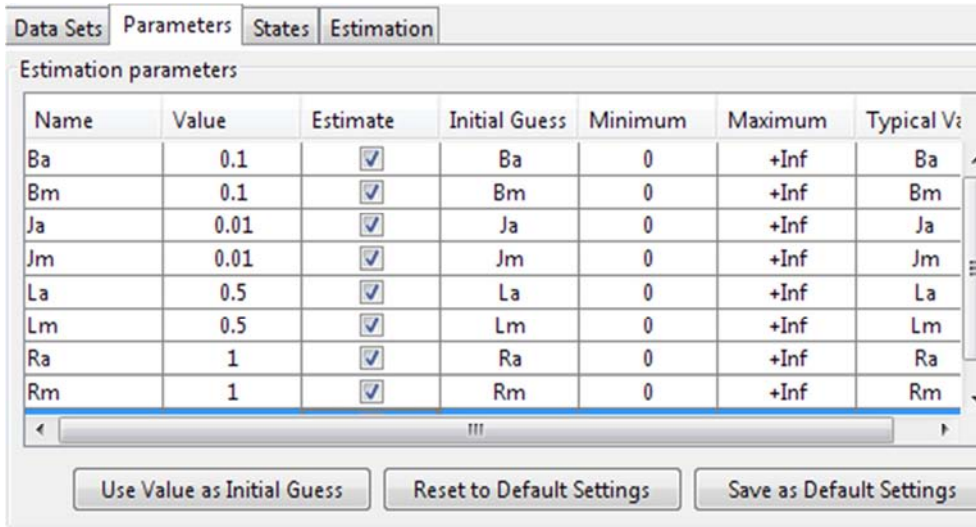 Data Sets Parameters States Estimation
Estimation parameters
Name Value Estimate Initial Guess Minimum Maximum Typical Va
Ba 0.1 Ba 0 +Inf Ba
Bm 0.1 Bm 0 +Inf Bm
Ja 0.01 Ja 0 +Inf Ja
Jm 0.01 Jm 0 +Inf Jm
La 0.5 La 0 +Inf La
Lm 0.5 Lm 0 +Inf Lm
Ra 1 Ra 0 +Inf Ra
Rm 1 Rm 0 +Inf Rm
Use Value as Initial Guess Reset to Default Settings Save as Default Settings